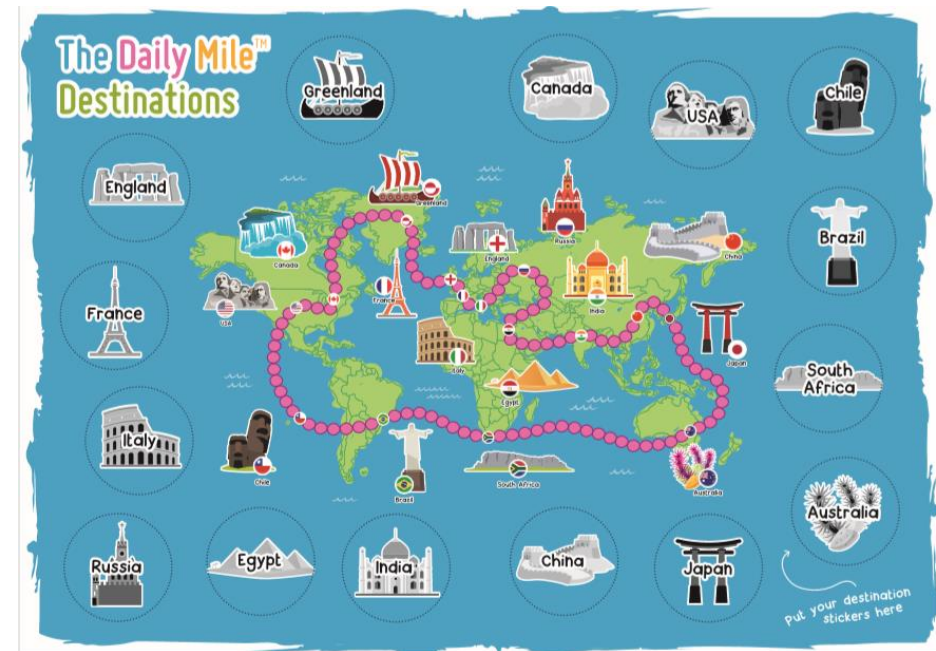 The Daily Mile™
Destinations
Greenland
Canada
USA
Chile
England
Brazil
France
South
Africa
Italy
Australia
Russia
Egypt
India
China
Japan
Put your destination
stickers here
Greenland
Canada
USA
England
Russia
China
France
India
Italy
Japan
Egypt
Chile
Brazil
South Africa
Australia